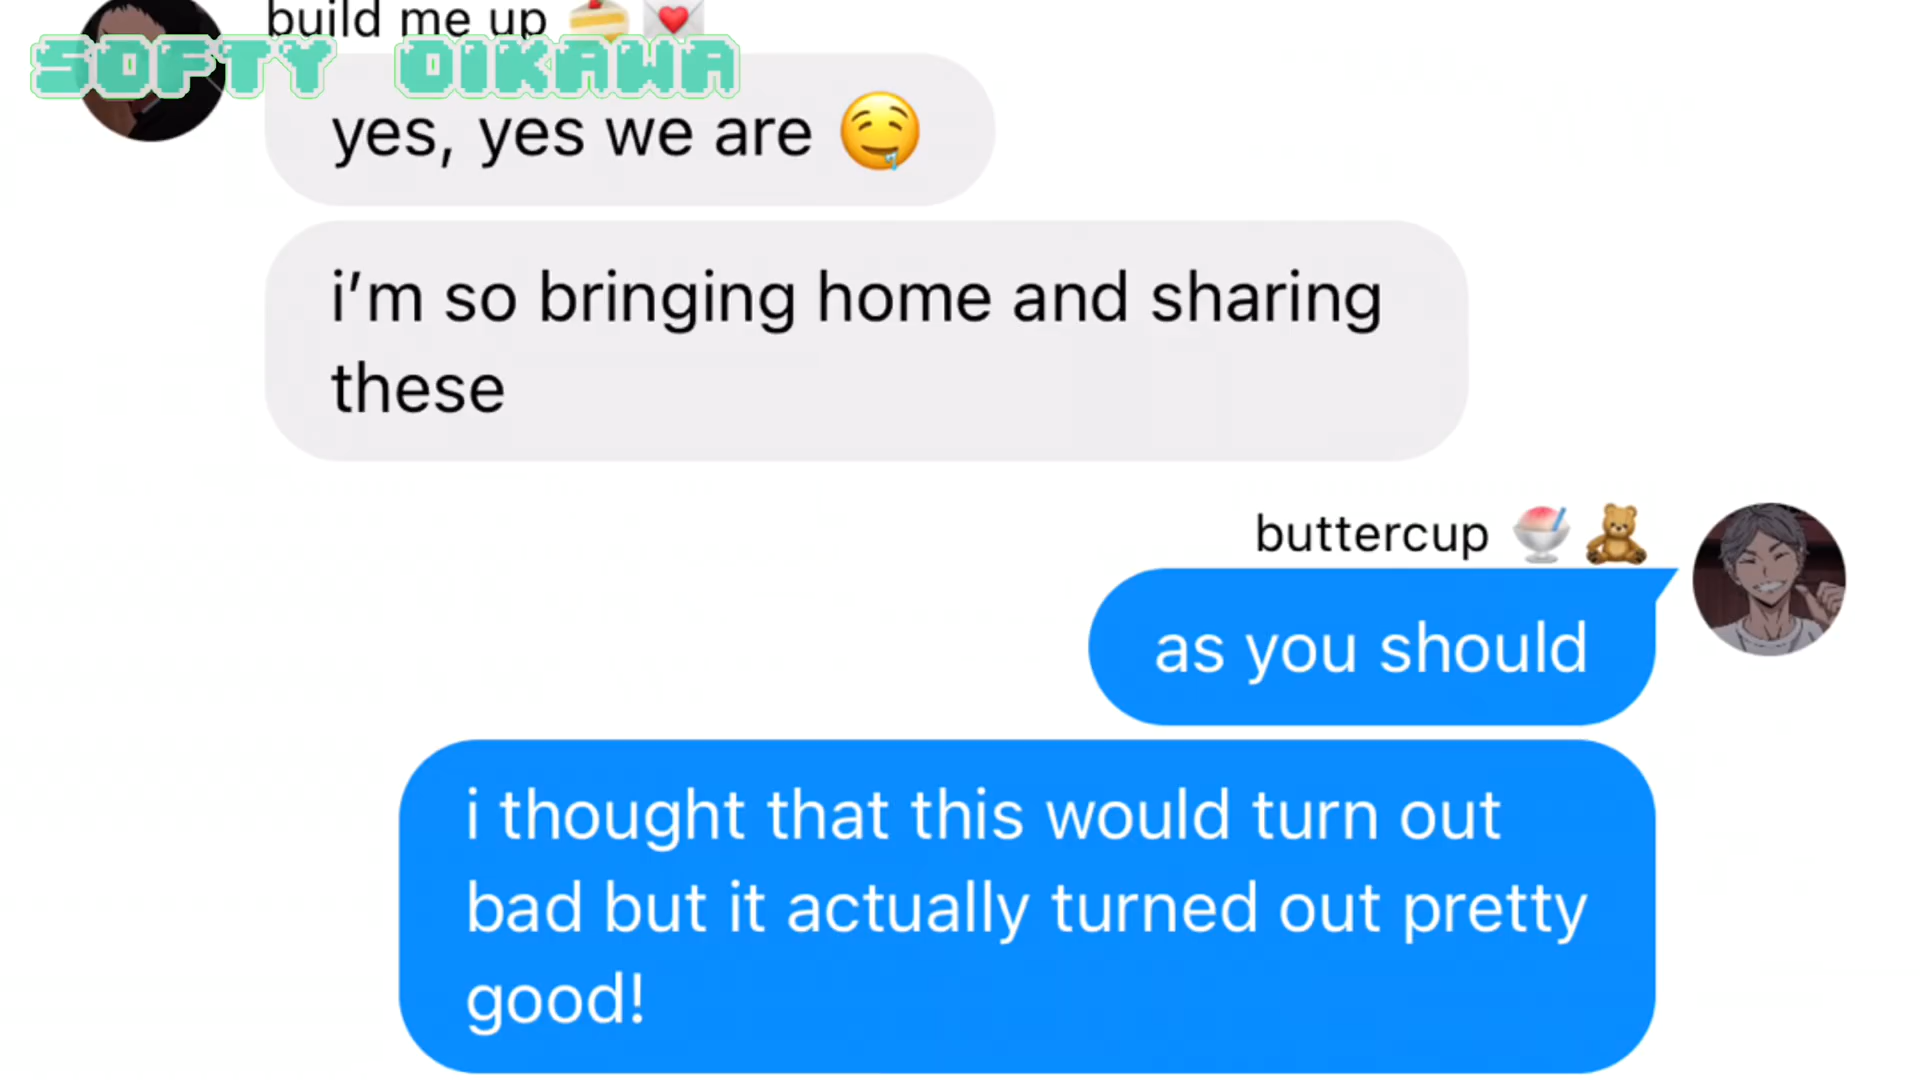 build me up 🍰💌
SOFTY OIKAWA
yes, yes we are 🤤
i’m so bringing home and sharing
these
buttercup 🍧🧸
as you should
i thought that this would turn out
bad but it actually turned out pretty
good!